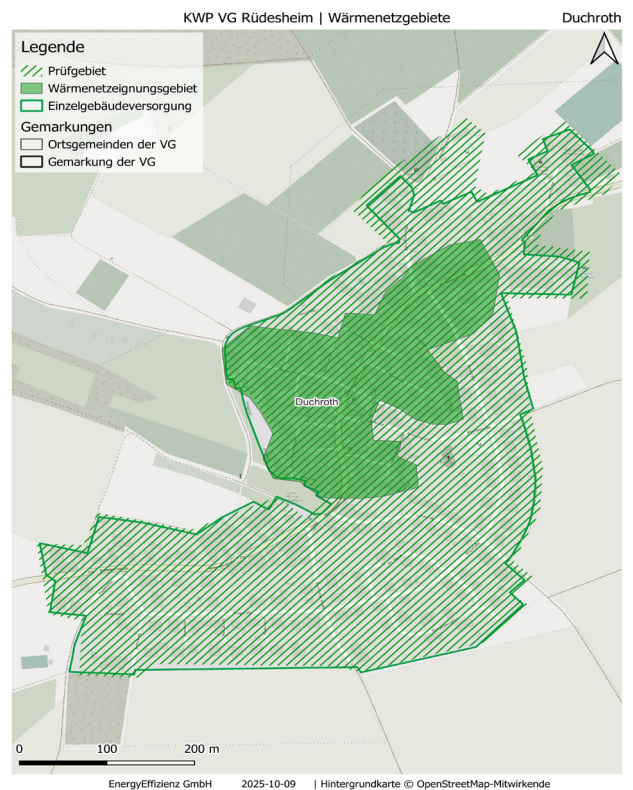 KWP VG Rüdesheim | Wärmenetzgebiete
Duchroth
Legende
Prüfgebiet
Wärmenetzeignungsgebiet
Einzelgebäudeversorgung
Gemarkungen
Ortsgemeinden der VG
Gemarkung der VG
Duchroth
0 100 200 m
EnergyEffizienz GmbH 2025-10-09 | Hintergrundkarte © OpenStreetMap-Mitwirkende